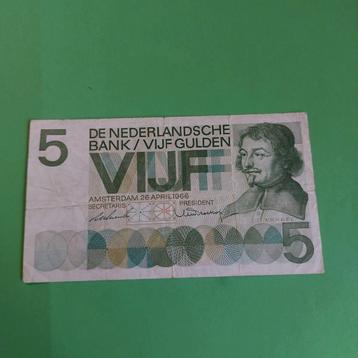 5
DE NEDERLANDSCHE
BANK/VIJF GULDEN
VIJF
AMSTERDAM 26 APRIL 1966
SECRETARIS PRESIDENT
5